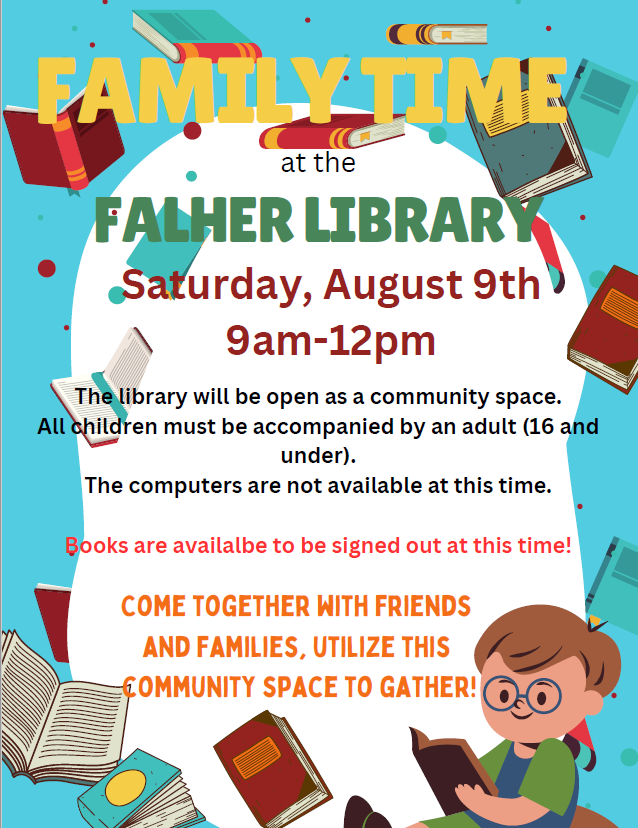 FAMILY TIME
at the
FALHER LIBRARY
Saturday, August 9th
9am-12pm
The library will be open as a community space.
All children must be accompanied by an adult (16 and
under).
The computers are not available at this time.
Books are availalbe to be signed out at this time!
COME TOGETHER WITH FRIENDS
AND FAMILIES, UTILIZE THIS
COMMUNITY SPACE TO GATHER!